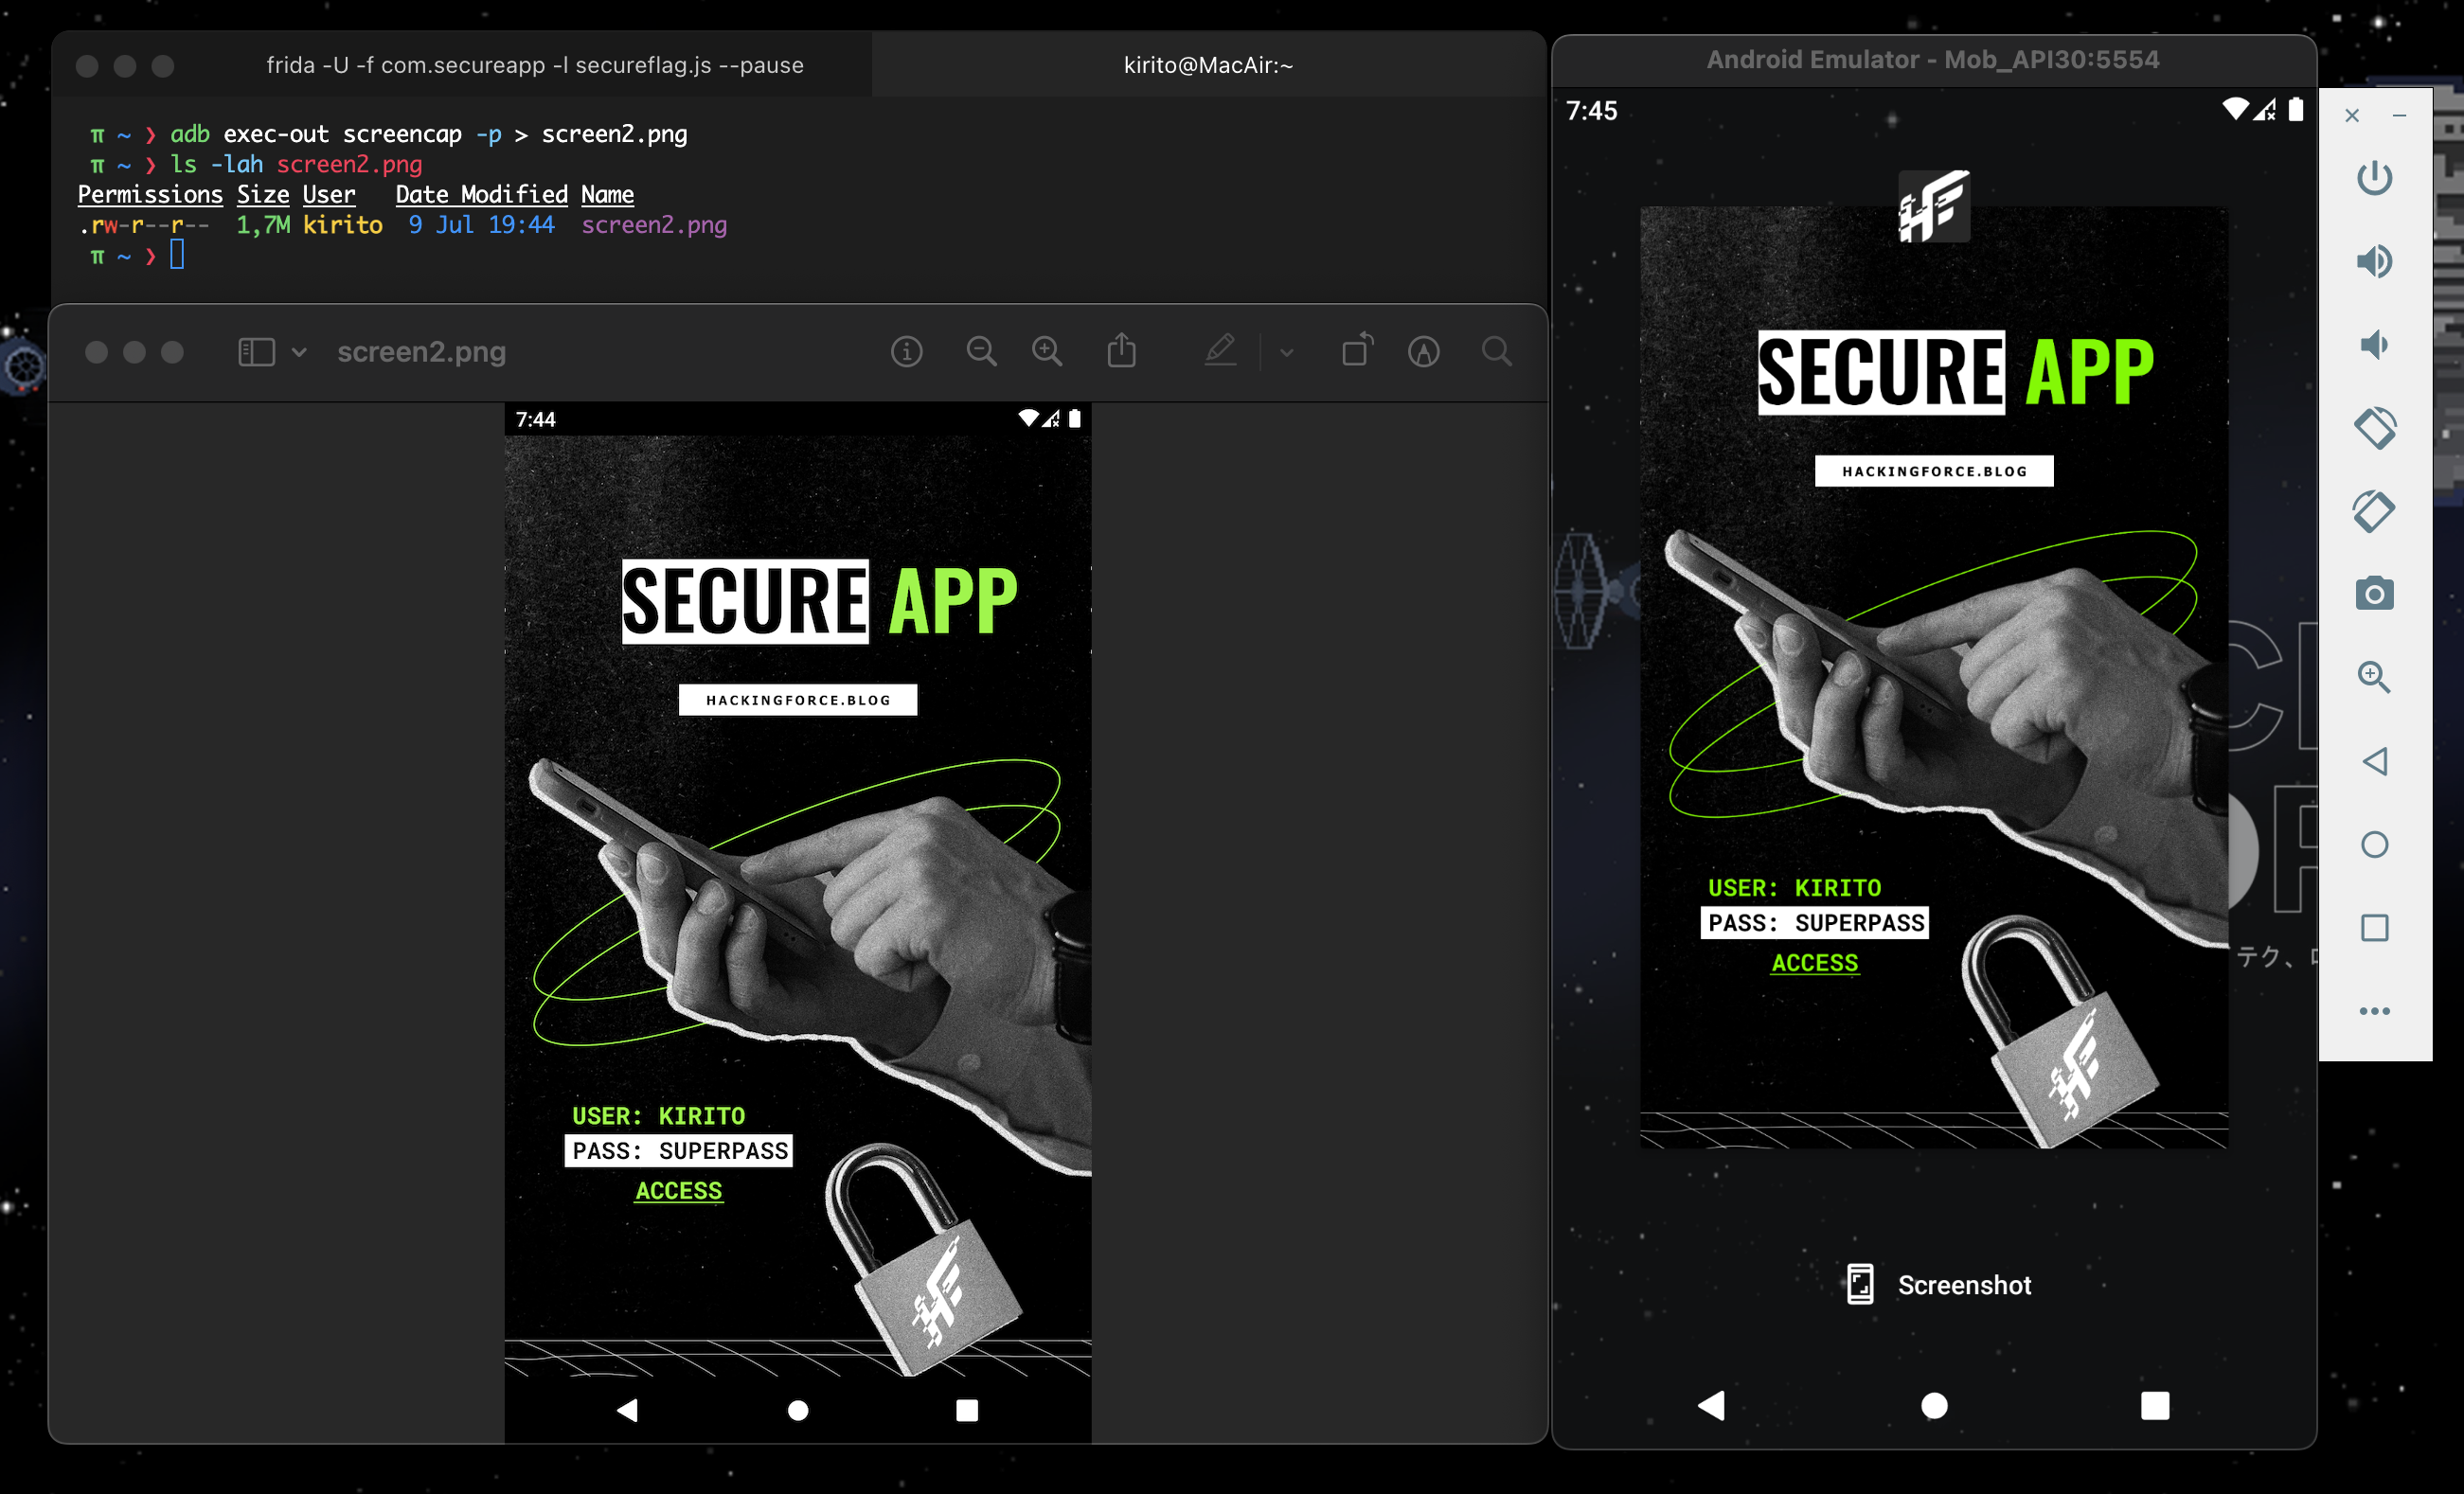 frida -U -f com.secureapp -l secureflag.js --pause
kirito@MacAir:~
π ~ ❯ adb exec-out screencap -p > screen2.png
π ~ ❯ ls -lah screen2.png
Permissions Size User Date Modified Name
.rw-r--r-- 1,7M kirito 9 Jul 19:44 screen2.png
π ~ ❯
screen2.png
7:44
SECURE APP
HACKINGFORCE.BLOG
USER: KIRITO
PASS: SUPERPASS
ACCESS
Android Emulator - Mob_API30:5554
7:45
SECURE APP
HACKINGFORCE.BLOG
USER: KIRITO
PASS: SUPERPASS
ACCESS
Screenshot